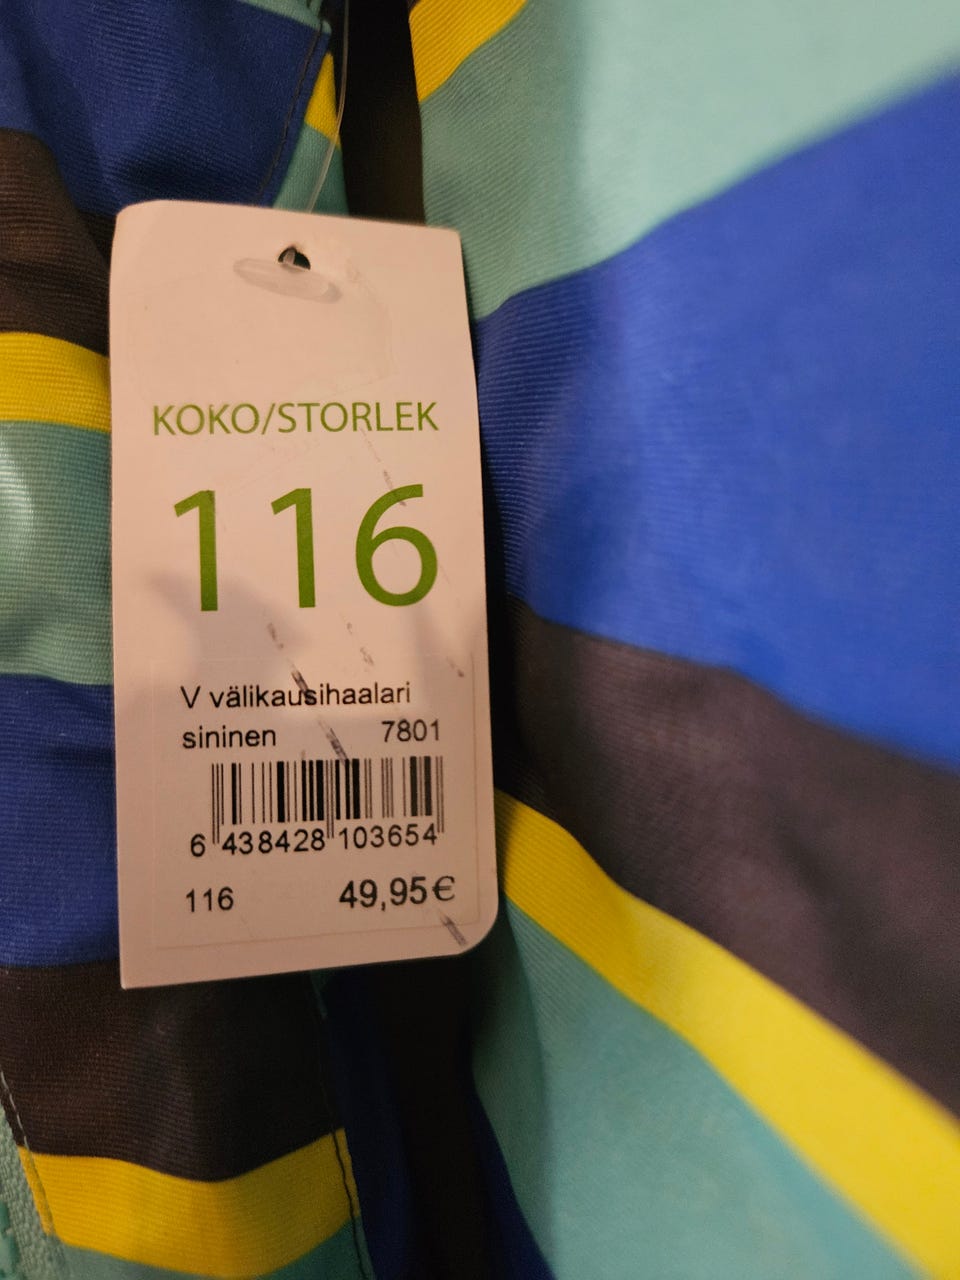 KOKO/STORLEK
116
V välikausihaalari
sininen 7801
6 438428 103654
116 49,95€